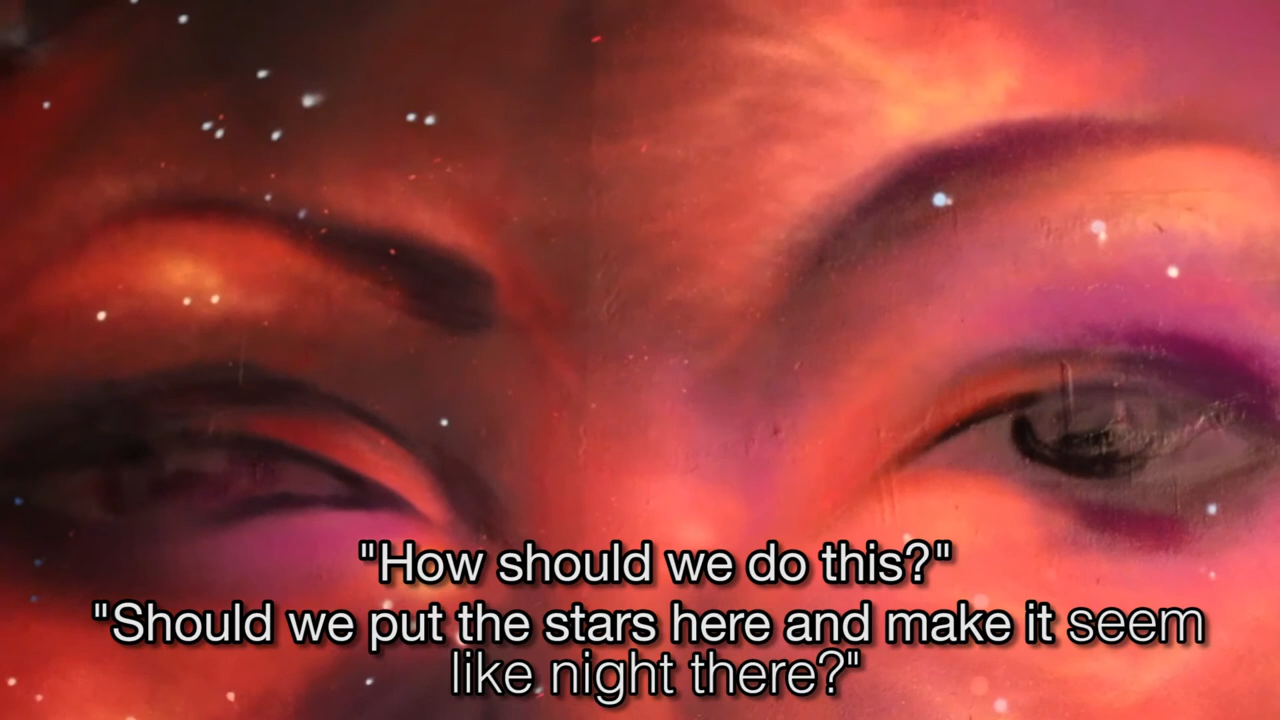 "How should we do this?"
"Should we put the stars here and make it seem
like night there?"